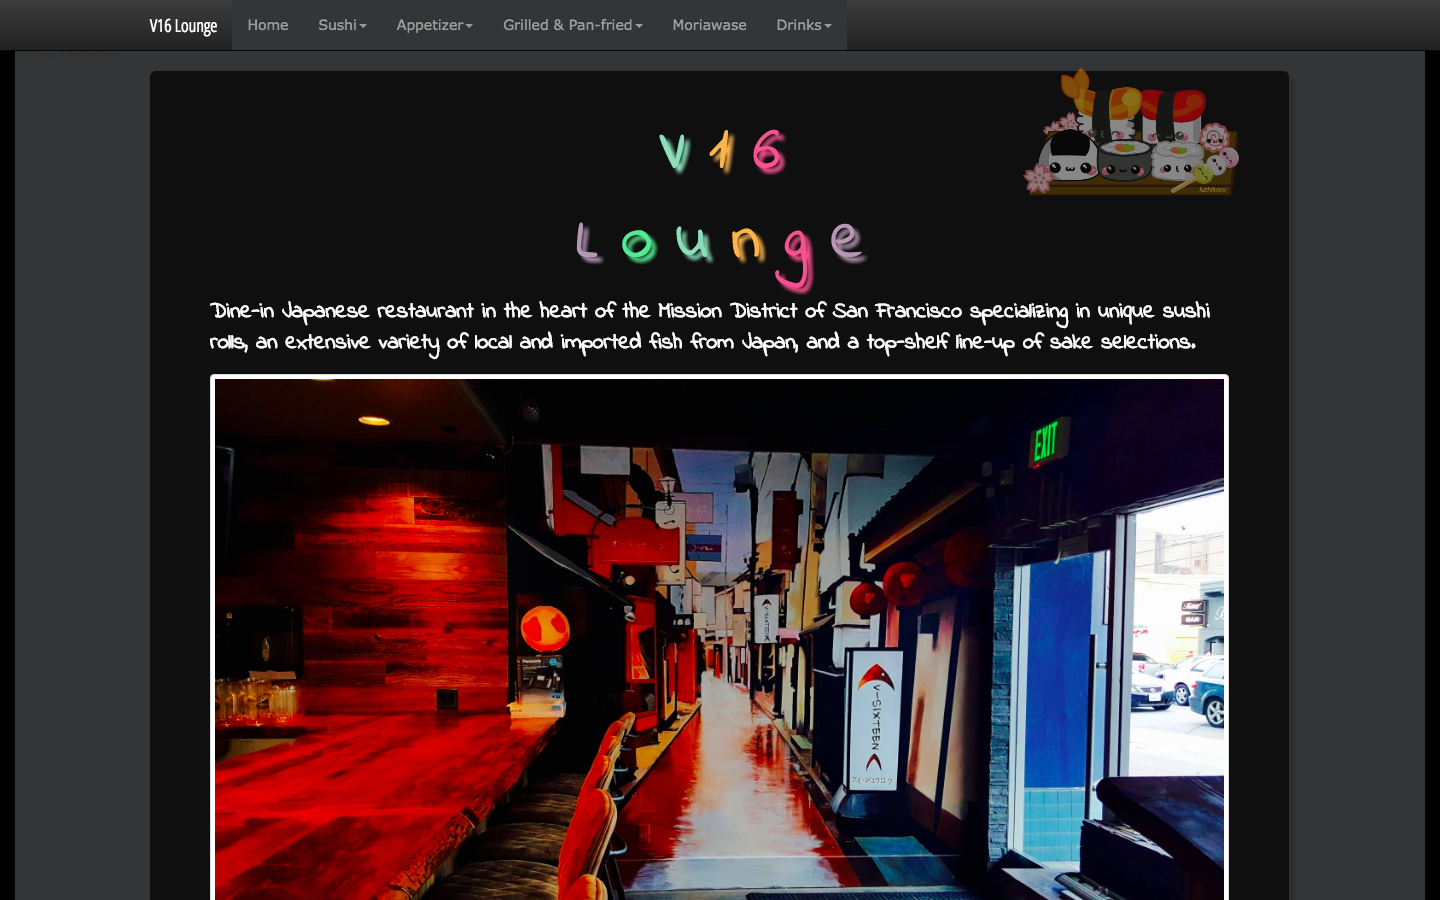 V16 Lounge Home Sushi Appetizer Grilled & Pan-fried Moriawase Drinks
V16
Lounge
Dine-in Japanese restaurant in the heart of the Mission District of San Francisco specializing in unique sushi
rolls, an extensive variety of local and imported fish from Japan, and a top-shelf line-up of sake selections.
EXIT
V-SIXTEEN
V-SIXTEEN
BAR